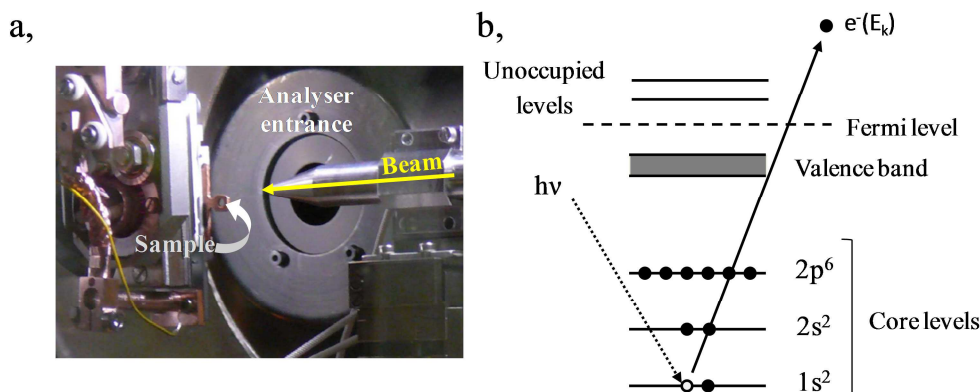 a,
Analyser
entrance
Beam
Sample
b,
e⁻(Eₖ)
Unoccupied
levels
Fermi level
Valence band
hν
2p⁶
2s²
Core levels
1s²